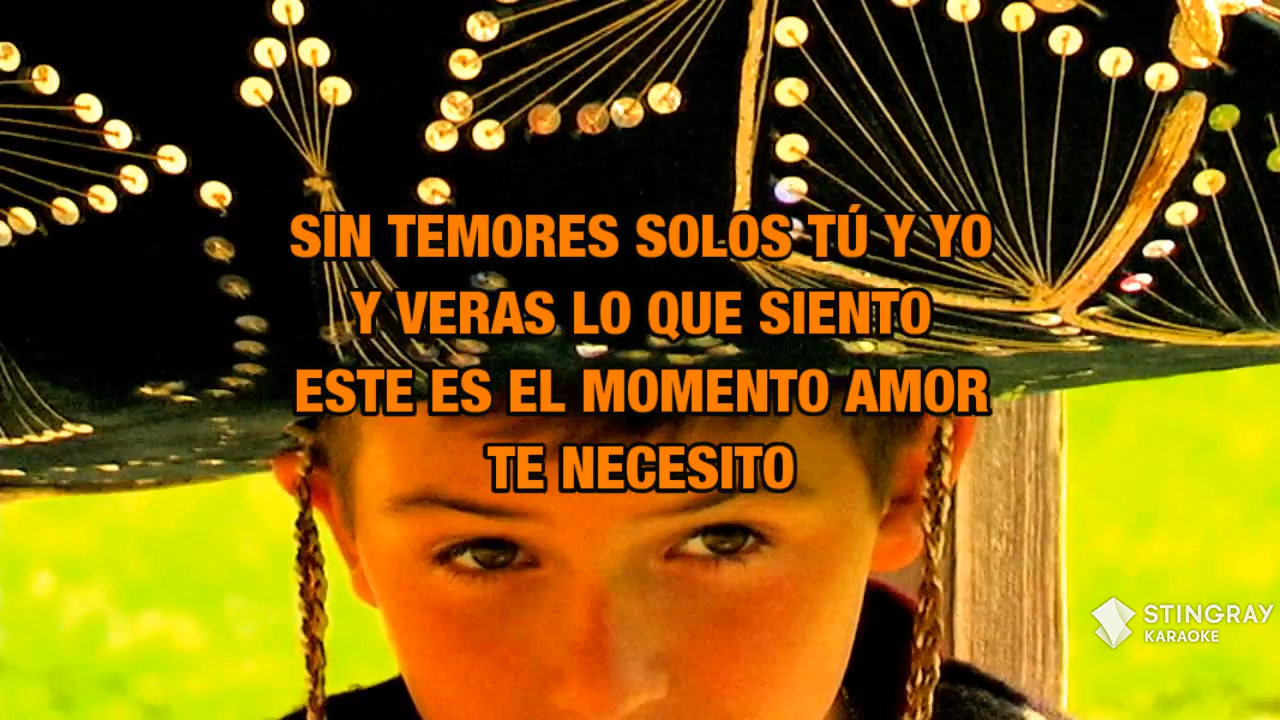 SIN TEMORES SOLOS TÚ Y YO
Y VERAS LO QUE SIENTO
ESTE ES EL MOMENTO AMOR
TE NECESITO
STINGRAY
KARAOKE